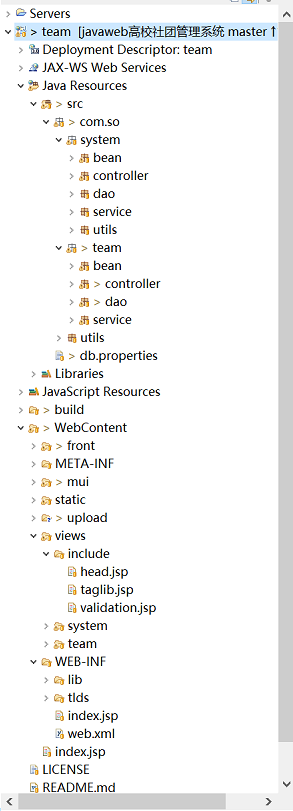 > Servers
> team [javaweb高校社团管理系统 master ↑
Deployment Descriptor: team
JAX-WS Web Services
Java Resources
> src
> com.so
system
bean
controller
dao
service
utils
> team
bean
> controller
> dao
service
utils
> db.properties
Libraries
JavaScript Resources
> build
> WebContent
> front
META-INF
> mui
static
> upload
views
include
head.jsp
taglib.jsp
validation.jsp
system
team
WEB-INF
lib
tlds
index.jsp
web.xml
index.jsp
LICENSE
README.md